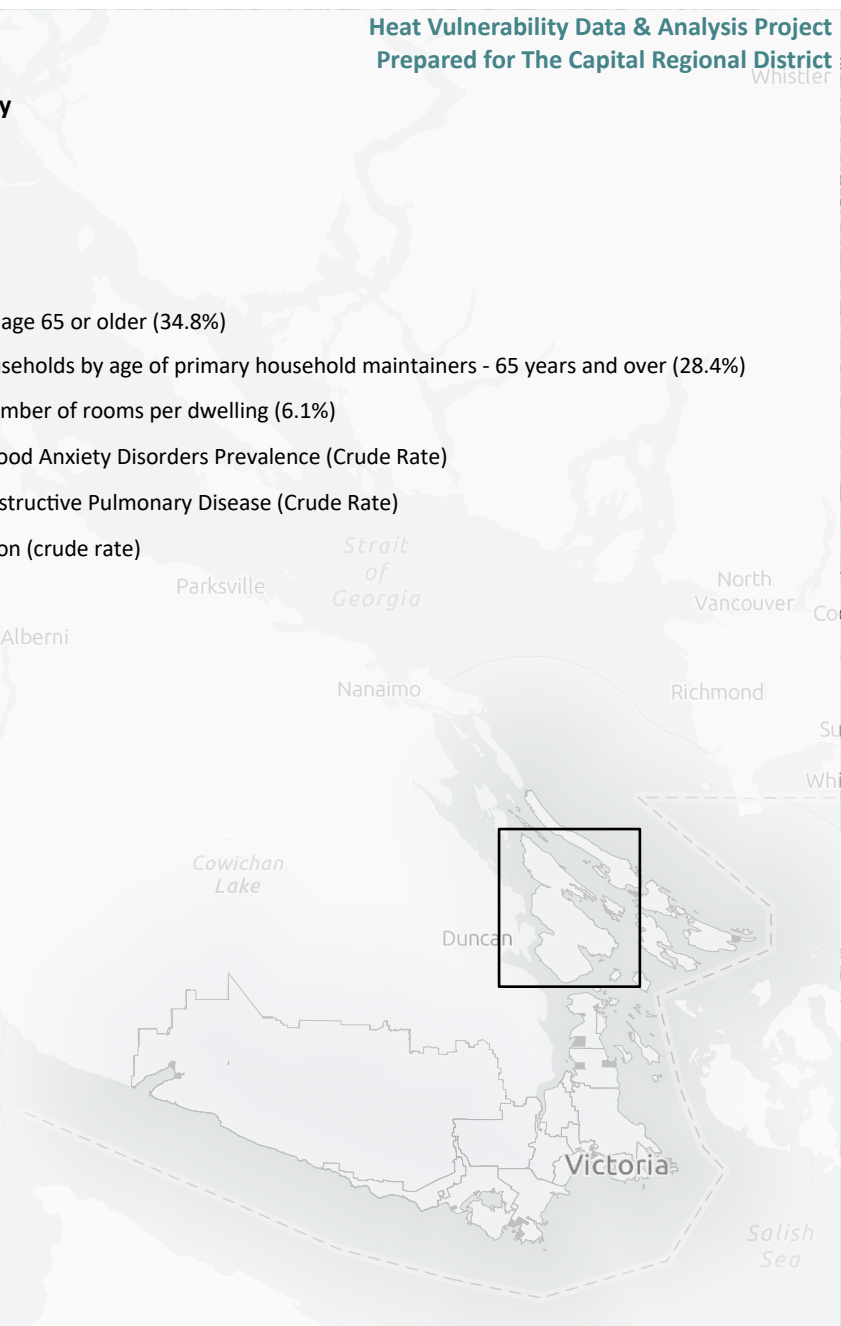 Heat Vulnerability Data & Analysis Project
Prepared for The Capital Regional District
Whistler
y
age 65 or older (34.8%)
seholds by age of primary household maintainers - 65 years and over (28.4%)
mber of rooms per dwelling (6.1%)
ood Anxiety Disorders Prevalence (Crude Rate)
structive Pulmonary Disease (Crude Rate)
on (crude rate)
Strait
of
Georgia
Parksville
North
Vancouver
Alberni
Nanaimo
Richmond
Su
Whi
Cowichan
Lake
Duncan
Victoria
Salish
Sea